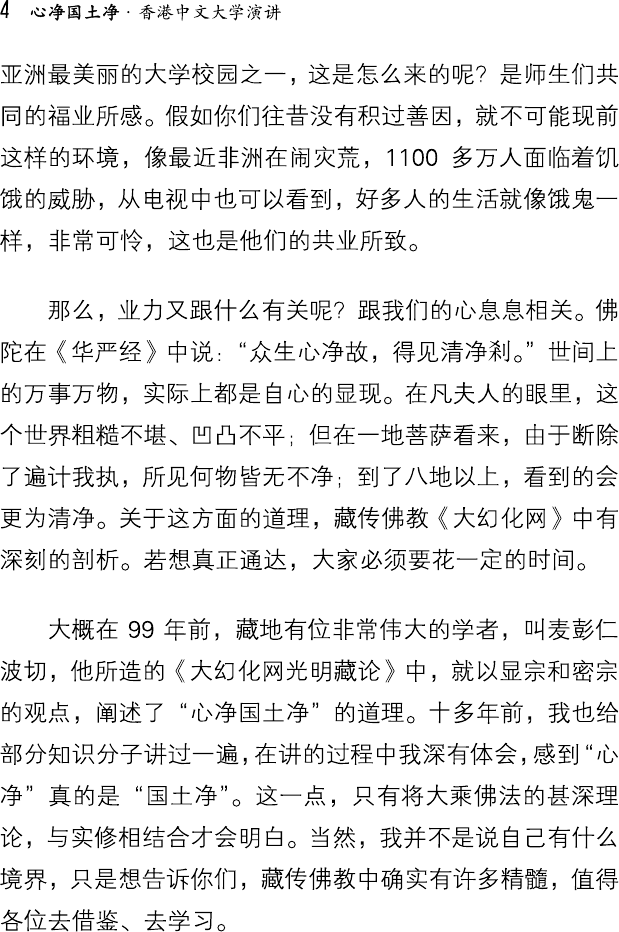 4 心净国土净·香港中文大学演讲
亚洲最美丽的大学校园之一，这是怎么来的呢？是师生们共
同的福业所感。假如你们往昔没有积过善因，就不可能现前
这样的环境，像最近非洲在闹灾荒，1100 多万人面临着饥
饿的威胁，从电视中也可以看到，好多人的生活就像饿鬼一
样，非常可怜，这也是他们的共业所致。
那么，业力又跟什么有关呢？跟我们的心息息相关。佛
陀在《华严经》中说：“众生心净故，得见清净刹。”世间上
的万事万物，实际上都是自心的显现。在凡夫人的眼里，这
个世界粗糙不堪、凹凸不平；但在一地菩萨看来，由于断除
了遍计我执，所见何物皆无不净；到了八地以上，看到的会
更为清净。关于这方面的道理，藏传佛教《大幻化网》中有
深刻的剖析。若想真正通达，大家必须要花一定的时间。
大概在 99 年前，藏地有位非常伟大的学者，叫麦彭仁
波切，他所造的《大幻化网光明藏论》中，就以显宗和密宗
的观点，阐述了“心净国土净”的道理。十多年前，我也给
部分知识分子讲过一遍，在讲的过程中我深有体会，感到“心
净”真的是“国土净”。这一点，只有将大乘佛法的甚深理
论，与实修相结合才会明白。当然，我并不是说自己有什么
境界，只是想告诉你们，藏传佛教中确实有许多精髓，值得
各位去借鉴、去学习。